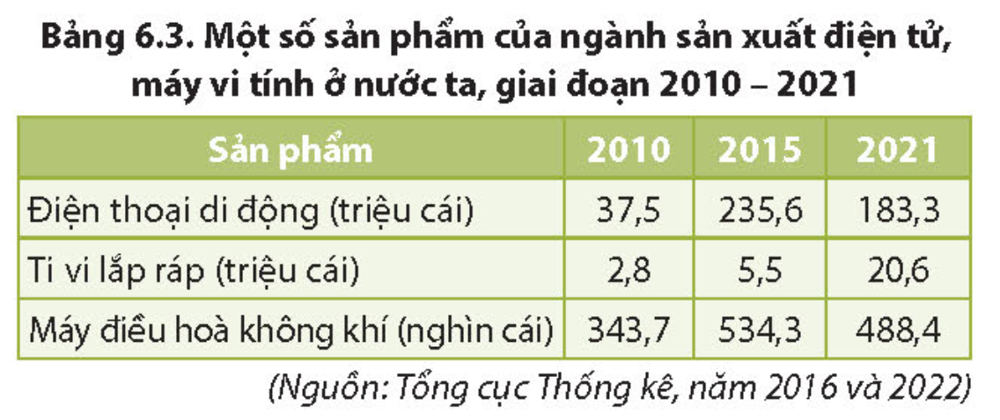 Bảng 6.3. Một số sản phẩm của ngành sản xuất điện tử,
máy vi tính ở nước ta, giai đoạn 2010 – 2021
Sản phẩm 2010 2015 2021
Điện thoại di động (triệu cái) 37,5 235,6 183,3
Ti vi lắp ráp (triệu cái) 2,8 5,5 20,6
Máy điều hoà không khí (nghìn cái) 343,7 534,3 488,4
(Nguồn: Tổng cục Thống kê, năm 2016 và 2022)